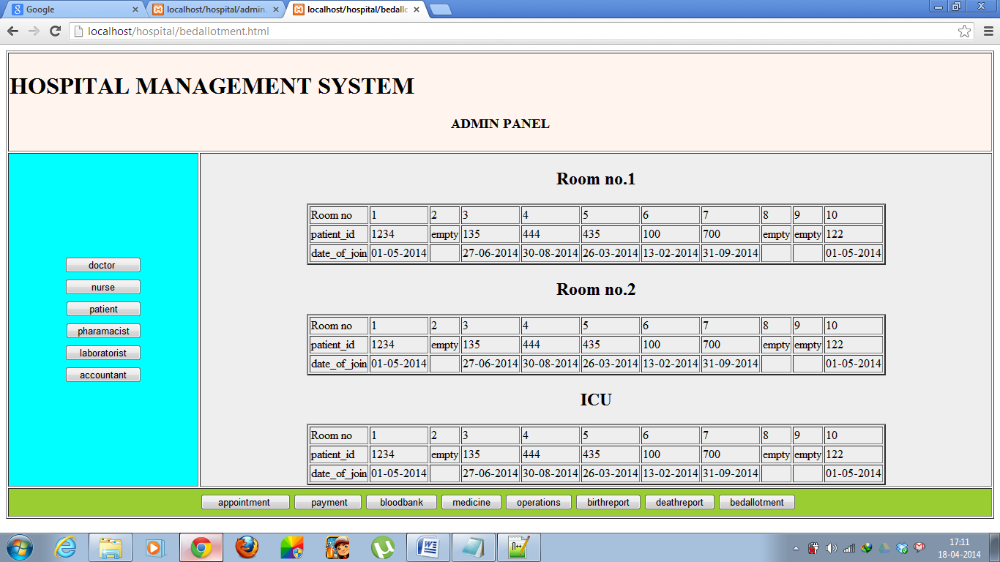 Google
localhost/hospital/admin.
localhost/hospital/bedallc
localhost/hospital/bedallotment.html
HOSPITAL MANAGEMENT SYSTEM
ADMIN PANEL
doctor
nurse
patient
pharamacist
laboratorist
accountant
Room no.1
Room no 1 2 3 4 5 6 7 8 9 10
patient_id 1234 empty 135 444 435 100 700 empty empty 122
date_of_join 01-05-2014 27-06-2014 30-08-2014 26-03-2014 13-02-2014 31-09-2014 01-05-2014
Room no.2
Room no 1 2 3 4 5 6 7 8 9 10
patient_id 1234 empty 135 444 435 100 700 empty empty 122
date_of_join 01-05-2014 27-06-2014 30-08-2014 26-03-2014 13-02-2014 31-09-2014 01-05-2014
ICU
Room no 1 2 3 4 5 6 7 8 9 10
patient_id 1234 empty 135 444 435 100 700 empty empty 122
date_of_join 01-05-2014 27-06-2014 30-08-2014 26-03-2014 13-02-2014 31-09-2014 01-05-2014
appointment payment bloodbank medicine operations birthreport deathreport bedallotment
17:11
18-04-2014